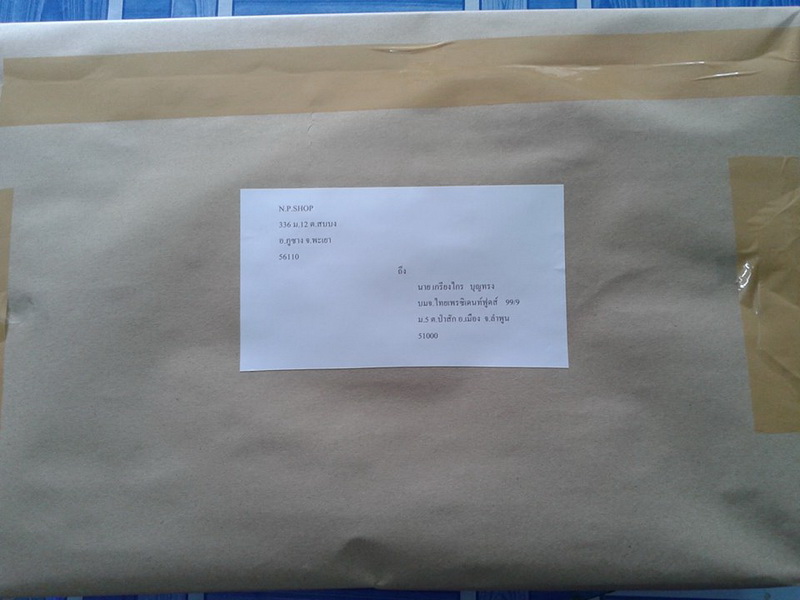 N.P.SHOP
336 ม.12 ต.สบบง
อ.ภูซาง จ.พะเยา
56110
ถึง
นาย เกรียงไกร บุญทรง
บมจ.ไทยเพรซิเดนท์ฟูดส์ 99/9
ม.5 ต.ป่าสัก อ.เมือง จ.ลำพูน
51000